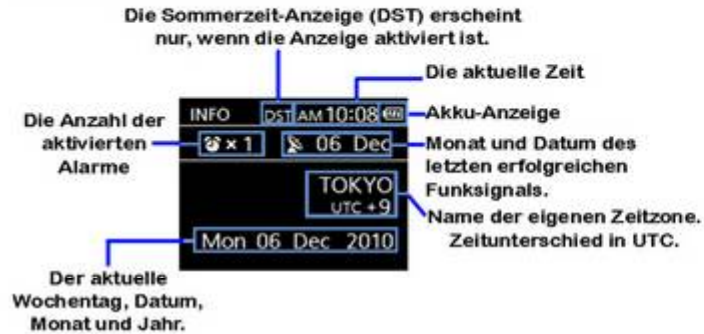 Die Sommerzeit-Anzeige (DST) erscheint
nur, wenn die Anzeige aktiviert ist.
Die aktuelle Zeit
INFO DST AM 10:08
Akku-Anzeige
Die Anzahl der
aktivierten
Alarme
× 1 06 Dec
Monat und Datum des
letzten erfolgreichen
Funksignals.
TOKYO
UTC +9
Name der eigenen Zeitzone.
Zeitunterschied in UTC.
Mon 06 Dec 2010
Der aktuelle
Wochentag, Datum,
Monat und Jahr.